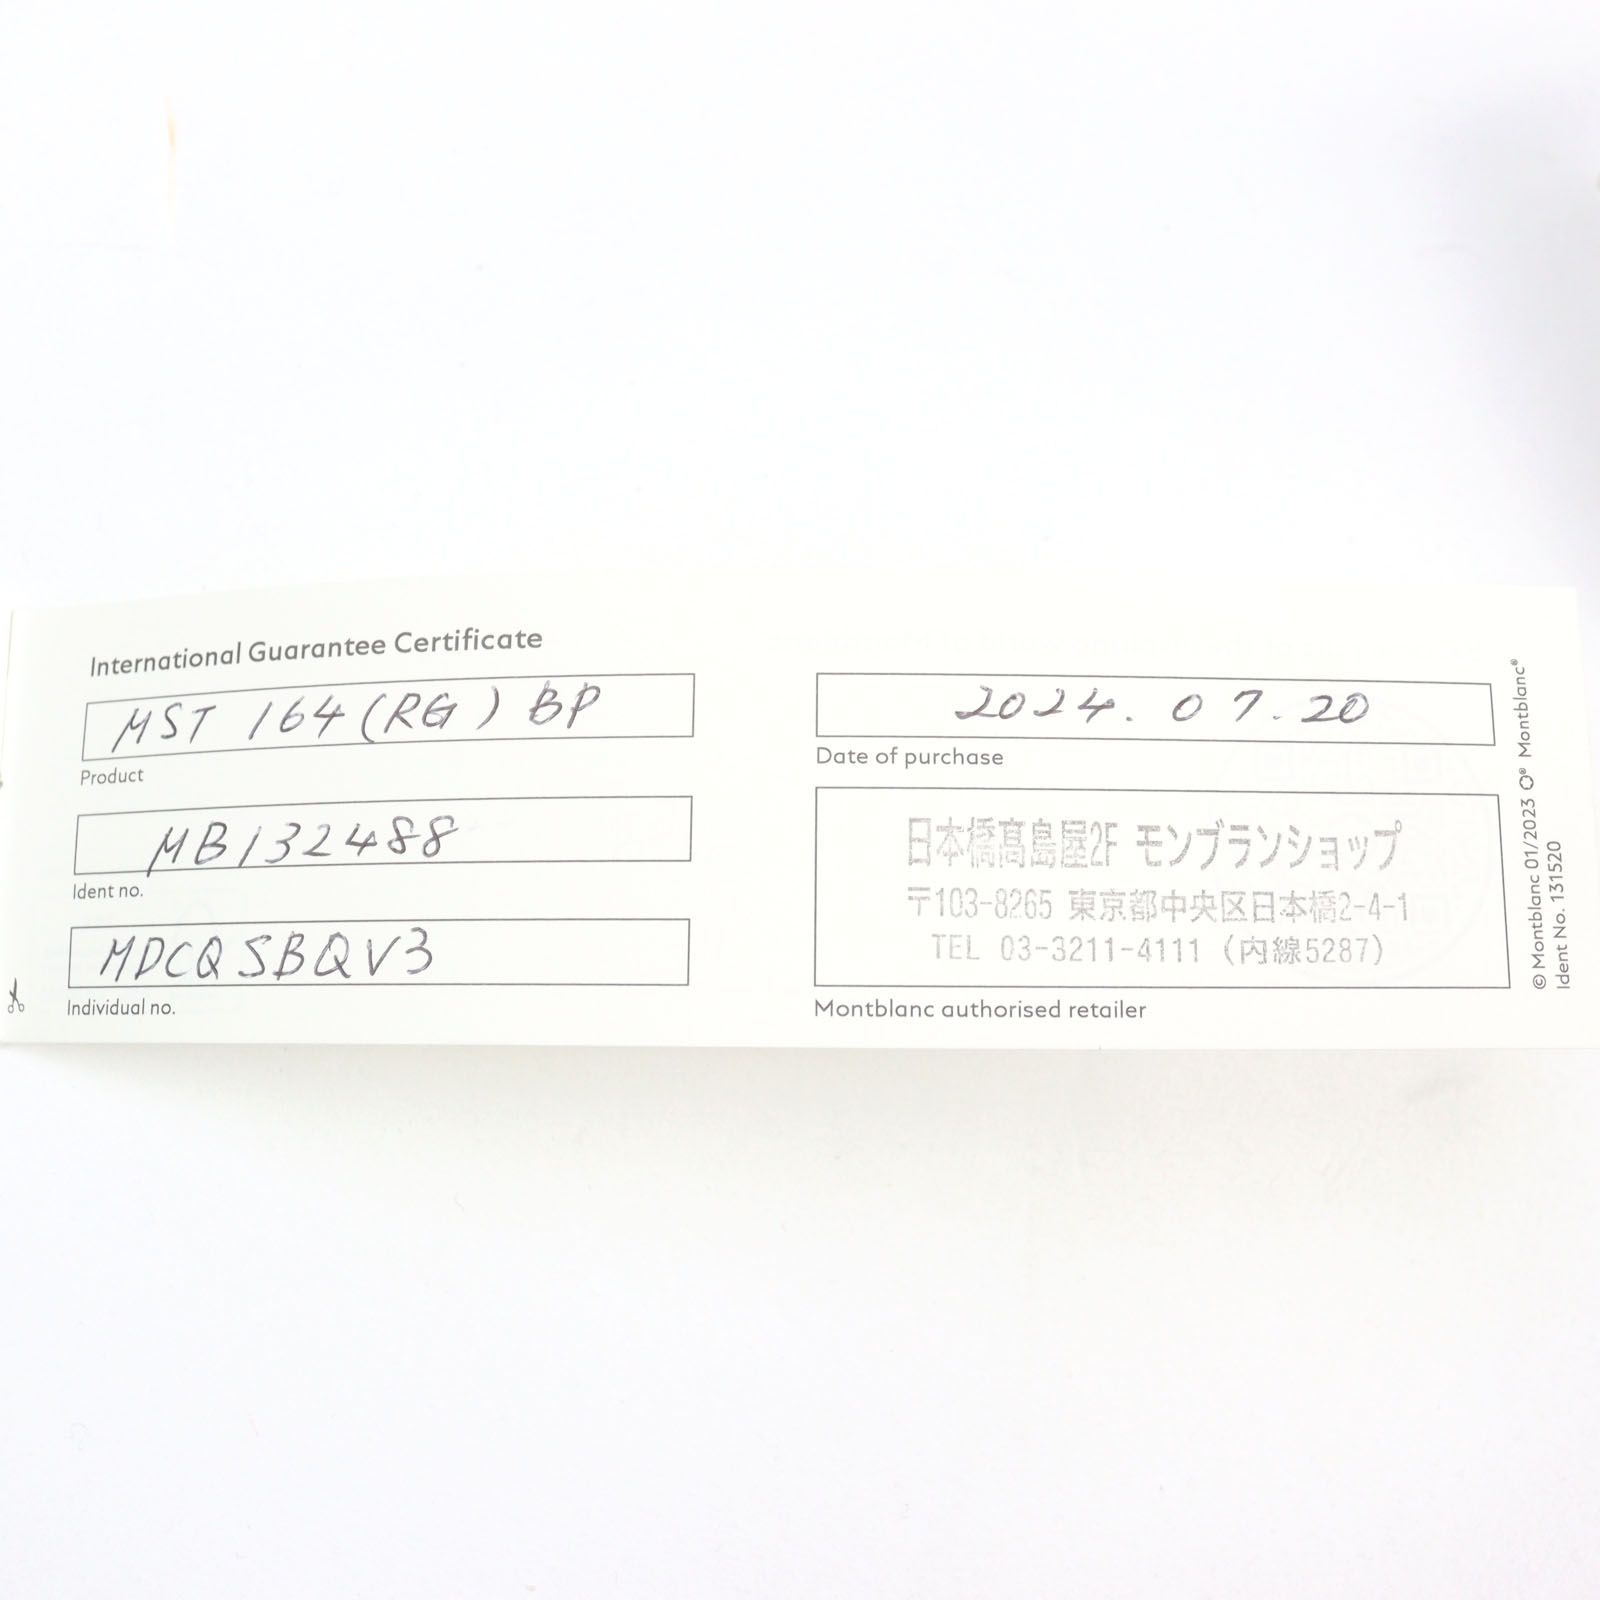 International Guarantee Certificate
MST 164 (RG) BP
Product
MB132488
Ident no.
MDCQSBQV3
Individual no.
2024. 07. 20
Date of purchase
日本橋髙島屋2F モンブランショップ
〒103-8265 東京都中央区日本橋2-4-1
TEL 03-3211-4111 (内線5287)
Montblanc authorised retailer
© Montblanc 01/2023 Montblanc®
Ident No. 131520